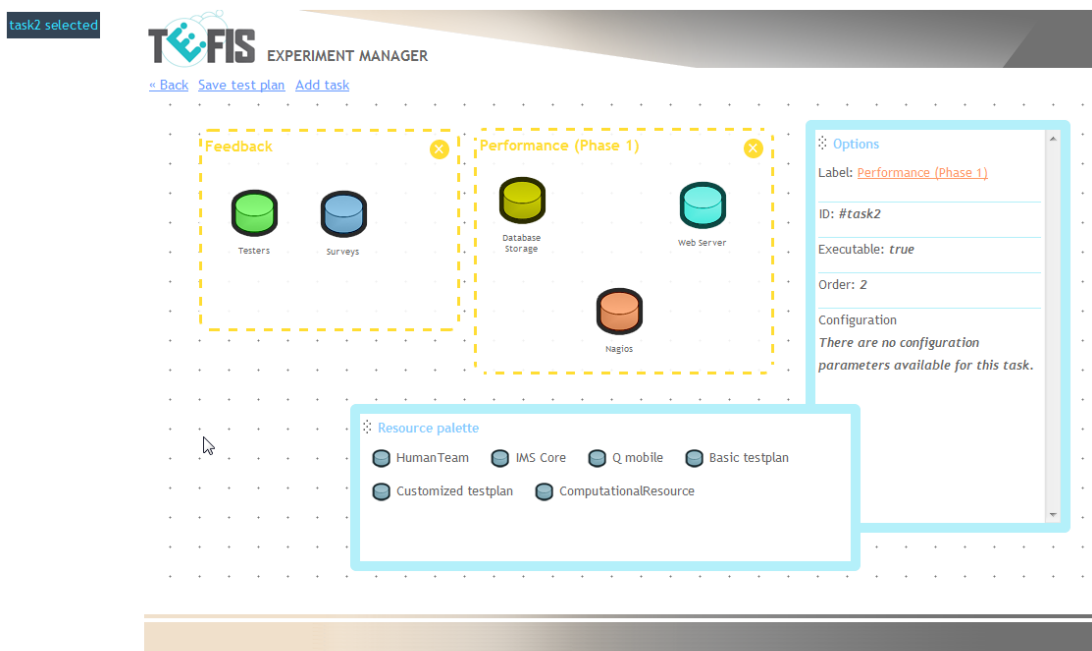 task2 selected
TEFIS EXPERIMENT MANAGER
« Back Save test plan Add task
Feedback
Testers
Surveys
Performance (Phase 1)
Database
Storage
Web Server
Nagios
Options
Label: Performance (Phase 1)
ID: #task2
Executable: true
Order: 2
Configuration
There are no configuration
parameters available for this task.
Resource palette
HumanTeam IMS Core Q mobile Basic testplan
Customized testplan ComputationalResource